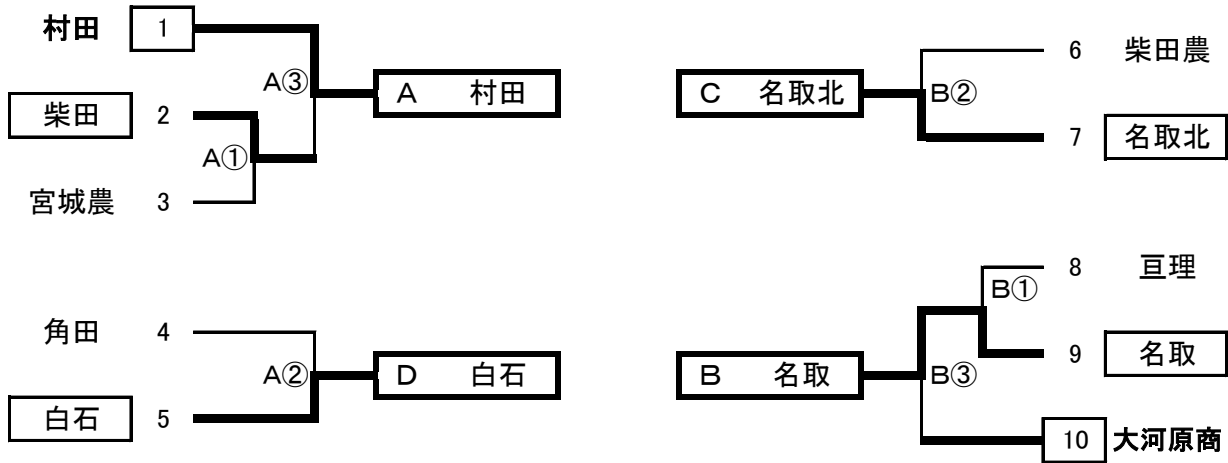 村田 1
A③
A 村田
柴田 2
A①
宮城農 3
角田 4
A②
D 白石
白石 5
6 柴田農
C 名取北
B②
7 名取北
8 亘理
B①
9 名取
B 名取
B③
10 大河原商